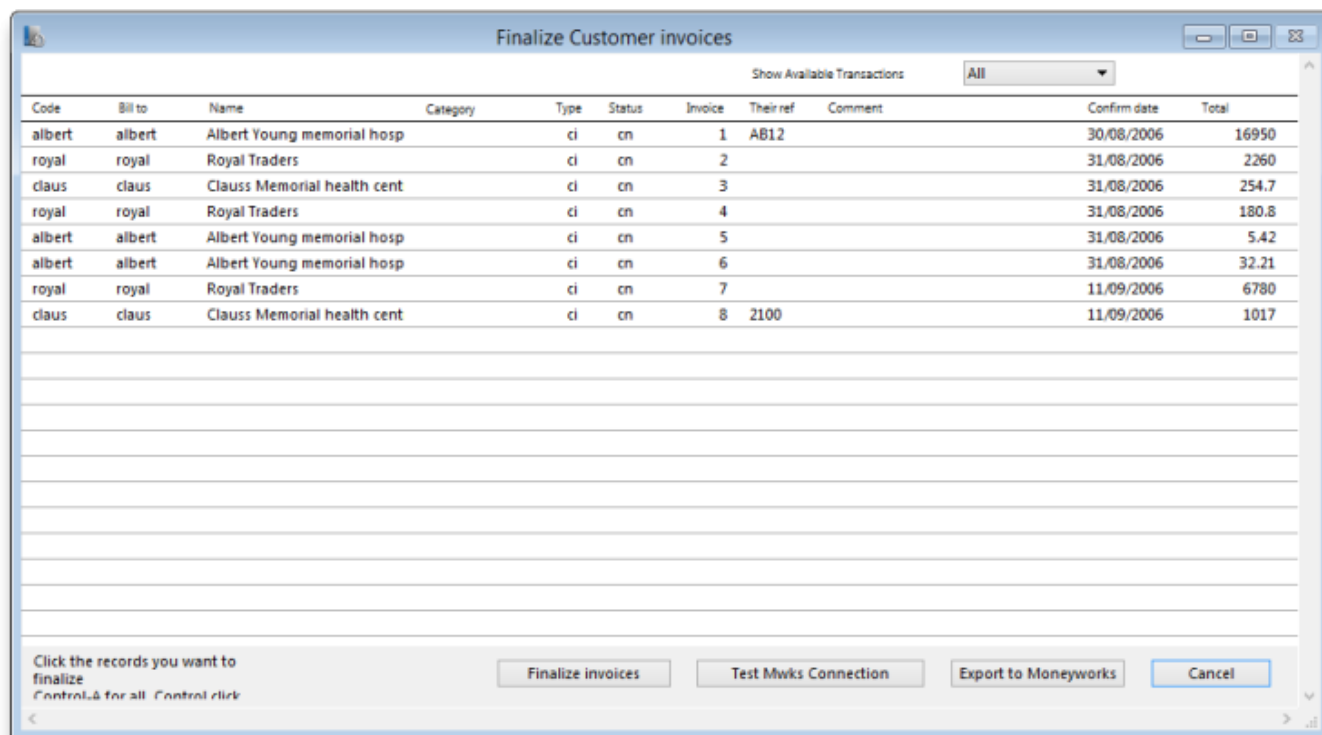 Finalize Customer invoices
Show Available Transactions All
Code Bill to Name Category Type Status Invoice Their ref Comment Confirm date Total
albert albert Albert Young memorial hosp ci cn 1 AB12 30/08/2006 16950
royal royal Royal Traders ci cn 2 31/08/2006 2260
claus claus Clauss Memorial health cent ci cn 3 31/08/2006 254.7
royal royal Royal Traders ci cn 4 31/08/2006 180.8
albert albert Albert Young memorial hosp ci cn 5 31/08/2006 5.42
albert albert Albert Young memorial hosp ci cn 6 31/08/2006 32.21
royal royal Royal Traders ci cn 7 11/09/2006 6780
claus claus Clauss Memorial health cent ci cn 8 2100 11/09/2006 1017
Click the records you want to
finalize
Control-A for all. Control click
Finalize invoices Test Mwks Connection Export to Moneyworks Cancel